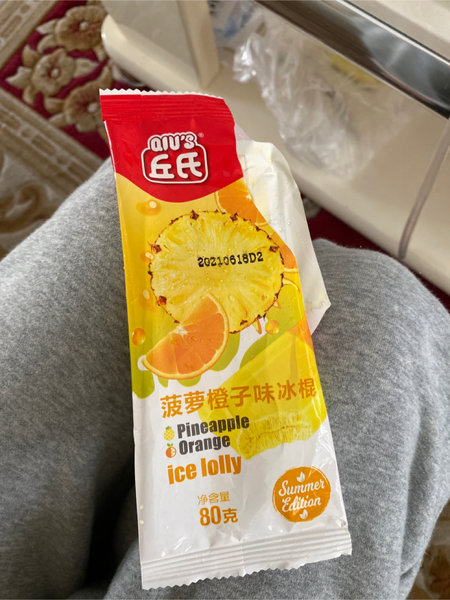 QIU'S®
丘氏
20210618D2
菠萝橙子味冰棍
Pineapple
Orange
ice lolly
净含量
80克
Summer
Edition